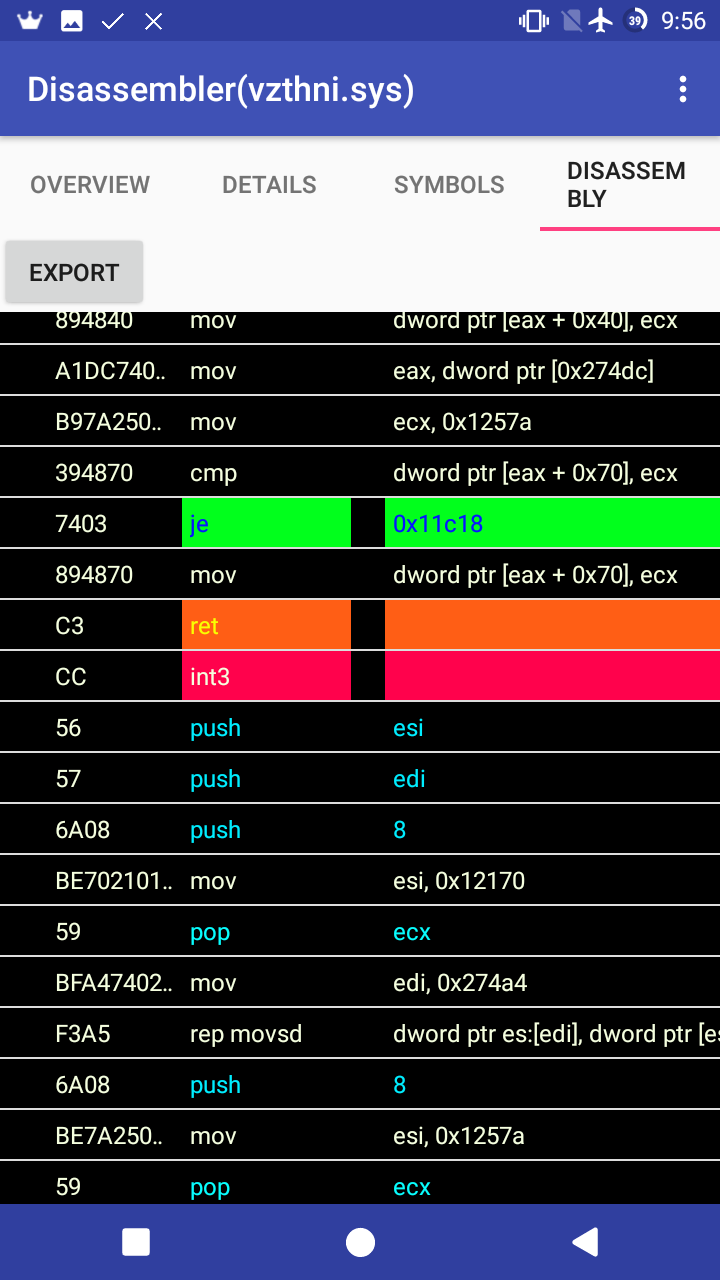 39 9:56
Disassembler(vzthni.sys)
OVERVIEW DETAILS SYMBOLS DISASSEM
BLY
EXPORT
894840 mov dword ptr [eax + 0x40], ecx
A1DC740.. mov eax, dword ptr [0x274dc]
B97A250.. mov ecx, 0x1257a
394870 cmp dword ptr [eax + 0x70], ecx
7403 je 0x11c18
894870 mov dword ptr [eax + 0x70], ecx
C3 ret
CC int3
56 push esi
57 push edi
6A08 push 8
BE702101.. mov esi, 0x12170
59 pop ecx
BFA47402.. mov edi, 0x274a4
F3A5 rep movsd dword ptr es:[edi], dword ptr [es
6A08 push 8
BE7A250.. mov esi, 0x1257a
59 pop ecx